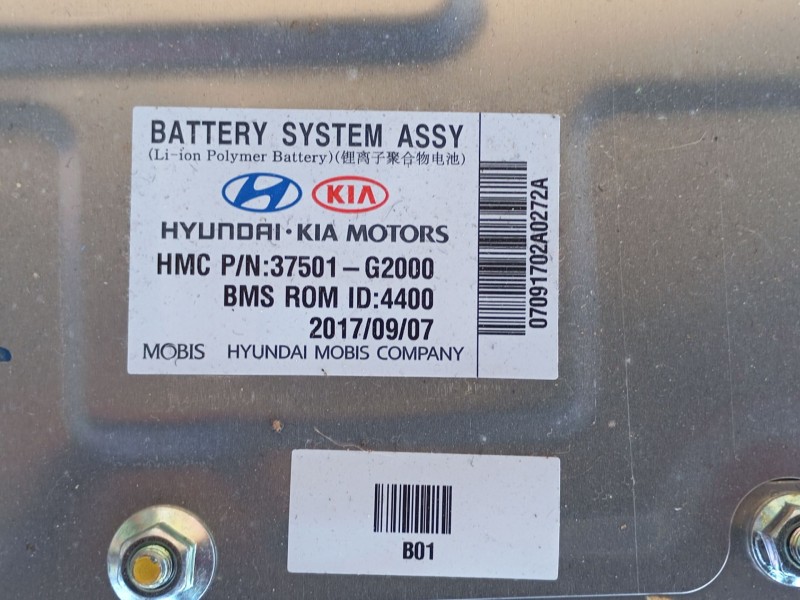 BATTERY SYSTEM ASSY
(Li-ion Polymer Battery)(锂离子聚合物电池)
KIA
HYUNDAI·KIA MOTORS
HMC P/N:37501-G2000
BMS ROM ID:4400
2017/09/07
MOBIS HYUNDAI MOBIS COMPANY
07091702A0272A
B01